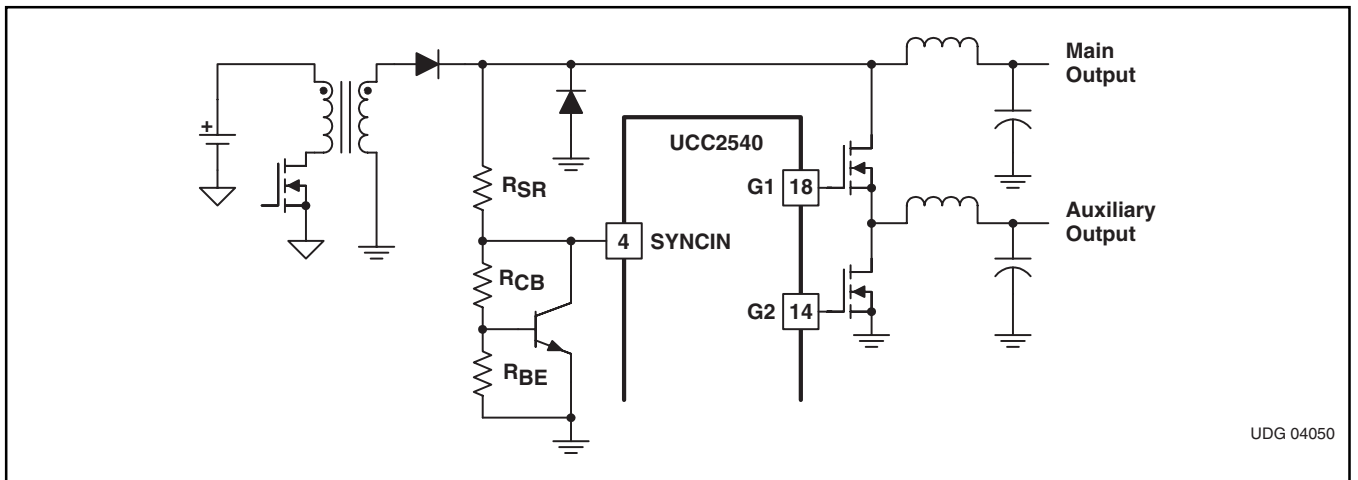 Main
Output
UCC2540
RSR
G1 18
4 SYNCIN
Auxiliary
Output
RCB
G2 14
RBE
UDG 04050
+